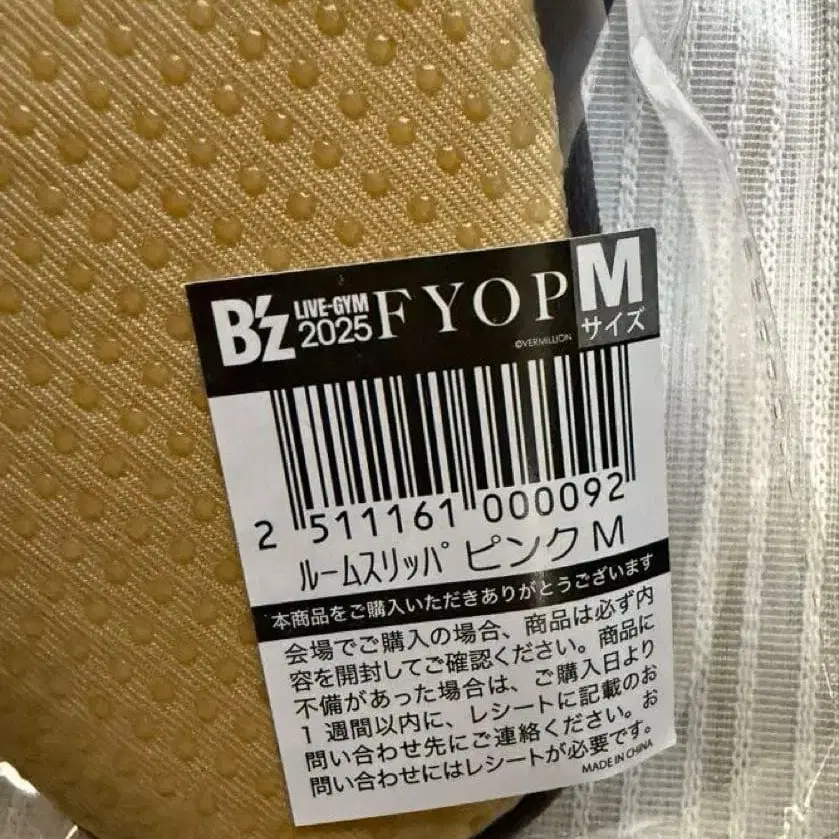 B'z LIVE-GYM 2025 FYOP Mサイズ
©VERMILLION
2 511161 000092
ルームスリッパ ピンク M
本商品をご購入いただきありがとうございます
会場でご購入の場合、商品は必ず内
容を開封してご確認ください。商品に
不備があった場合は、ご購入日より
1週間以内に、レシートに記載のお
問い合わせ先にご連絡ください。お
問い合わせにはレシートが必要です。
MADE IN CHINA